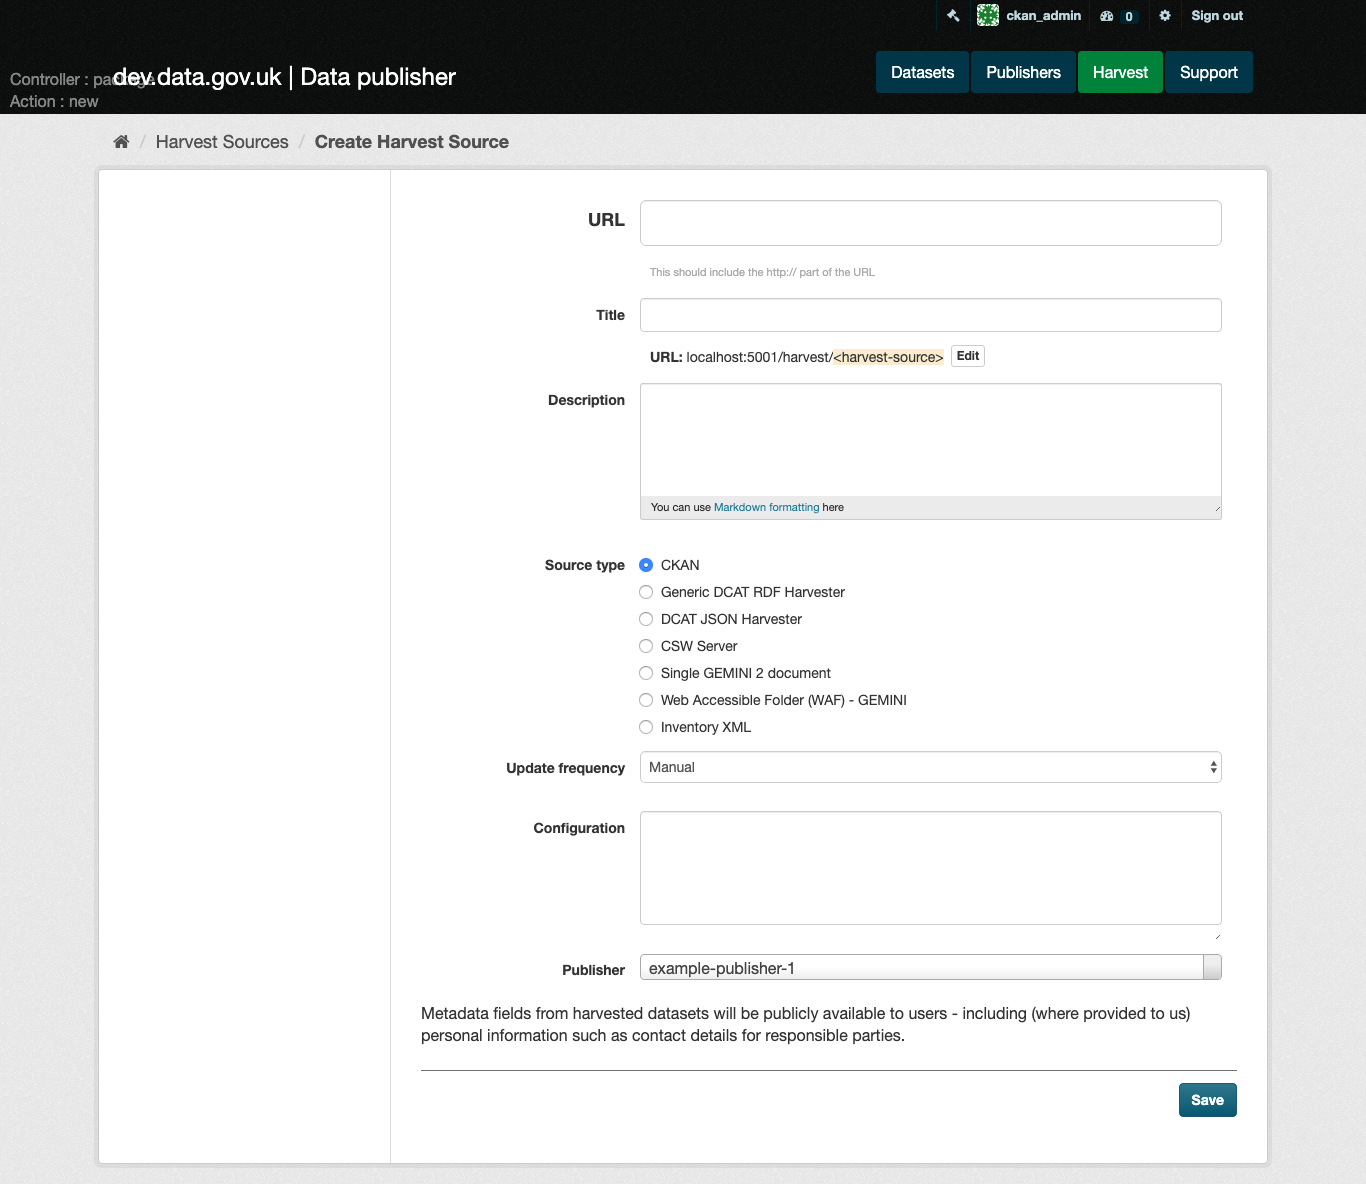 ckan_admin
0
Sign out
Controller : package
Action : new
dev.data.gov.uk | Data publisher
Datasets
Publishers
Harvest
Support
/ Harvest Sources / Create Harvest Source
URL
This should include the http:// part of the URL
Title
URL: localhost:5001/harvest/<harvest-source> Edit
Description
You can use Markdown formatting here
Source type
CKAN
Generic DCAT RDF Harvester
DCAT JSON Harvester
CSW Server
Single GEMINI 2 document
Web Accessible Folder (WAF) - GEMINI
Inventory XML
Update frequency
Manual
Configuration
Publisher
example-publisher-1
Metadata fields from harvested datasets will be publicly available to users - including (where provided to us)
personal information such as contact details for responsible parties.
Save